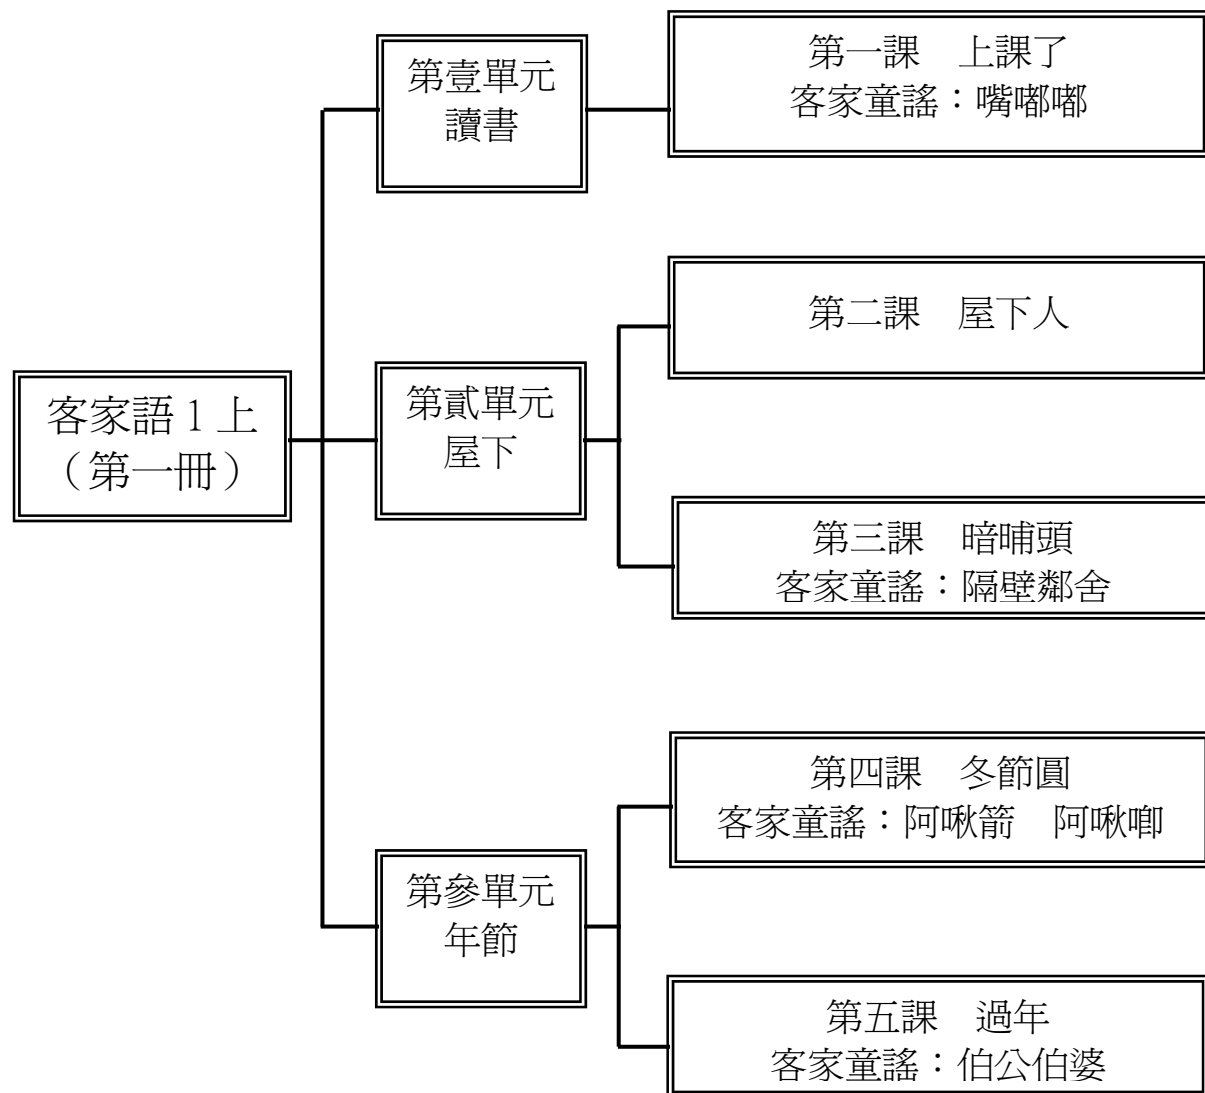 客家語1上
（第一冊）
第壹單元
讀書
第一課　上課了
客家童謠：嘴嘟嘟
第貳單元
屋下
第二課　屋下人
第三課　暗晡頭
客家童謠：隔壁鄰舍
第參單元
年節
第四課　冬節圓
客家童謠：阿啾箭　阿啾唧
第五課　過年
客家童謠：伯公伯婆